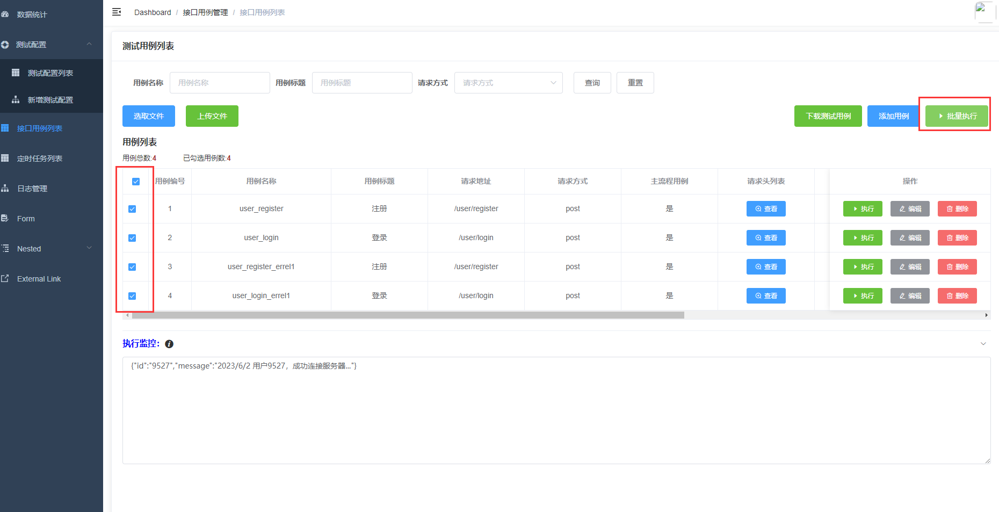 数据统计
测试配置
测试配置列表
新增测试配置
接口用例列表
定时任务列表
日志管理
Form
Nested
External Link
Dashboard / 接口用例管理 / 接口用例列表
测试用例列表
用例名称 用例名称 用例标题 用例标题 请求方式 请求方式 查询 重置
选取文件 上传文件 下载测试用例 添加用例 批量执行
用例列表
用例总数:4 已勾选用例数:4
用例编号 用例名称 用例标题 请求地址 请求方式 主流程用例 请求头列表 操作
1 user_register 注册 /user/register post 是 查看 执行 编辑 删除
2 user_login 登录 /user/login post 是 查看 执行 编辑 删除
3 user_register_errel1 注册 /user/register post 是 查看 执行 编辑 删除
4 user_login_errel1 登录 /user/login post 是 查看 执行 编辑 删除
执行监控：
{"id":"9527","message":"2023/6/2 用户9527，成功连接服务器..."}